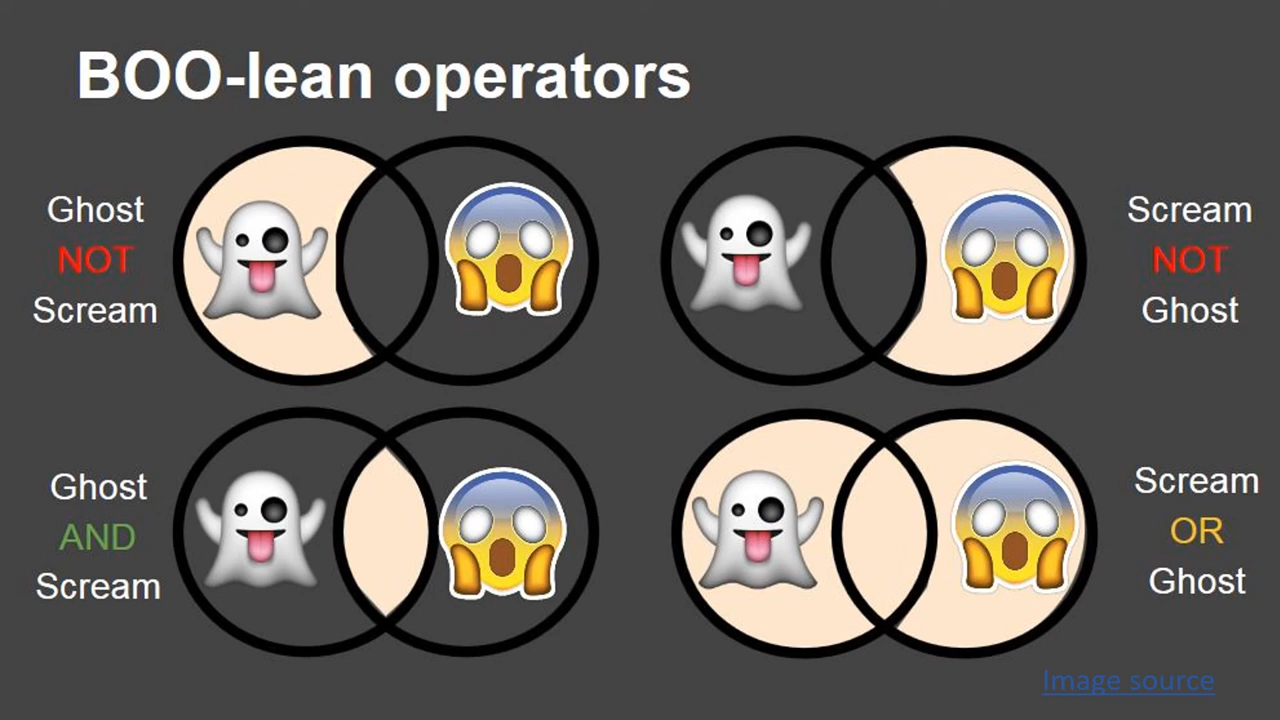 BOO-lean operators
Ghost
NOT
Scream
Scream
NOT
Ghost
Ghost
AND
Scream
Scream
OR
Ghost
Image source